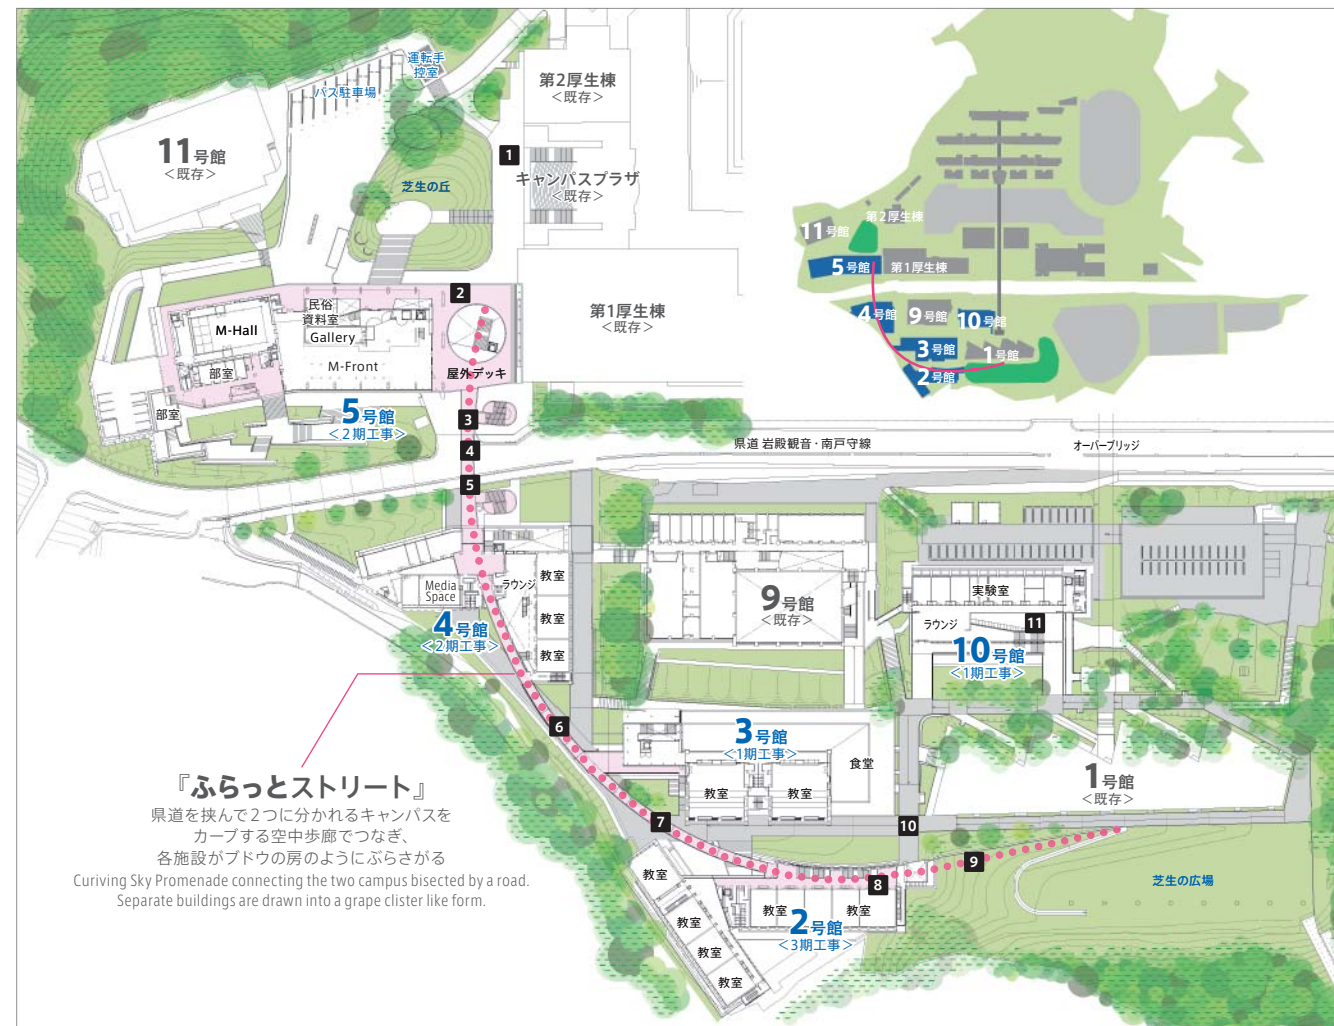 運転手
控室
バス駐車場
第2厚生棟
<既存>
11号館
<既存>
1
キャンパスプラザ
<既存>
芝生の丘
2
民俗
資料室
Gallery
M-Hall
M-Front
部室
部室
屋外デッキ
第1厚生棟
<既存>
5号館
<2期工事>
3
4
5
県道 岩殿観音・南戸守線
オーバーブリッジ
第2厚生棟
11号館
5号館
第1厚生棟
4号館
9号館
10号館
3号館
1号館
2号館
Media
Space
ラウンジ
教室
教室
教室
4号館
<2期工事>
9号館
<既存>
実験室
ラウンジ
11
10号館
<1期工事>
6
3号館
<1期工事>
食堂
教室
教室
1号館
<既存>
『ふらっとストリート』
県道を挟んで2つに分かれるキャンパスを
カーブする空中歩廊でつなぎ、
各施設がブドウの房のようにぶらさがる
Curiving Sky Promenade connecting the two campus bisected by a road.
Separate buildings are drawn into a grape clister like form.
7
10
9
8
芝生の広場
教室
教室
教室
教室
教室
教室
2号館
<3期工事>